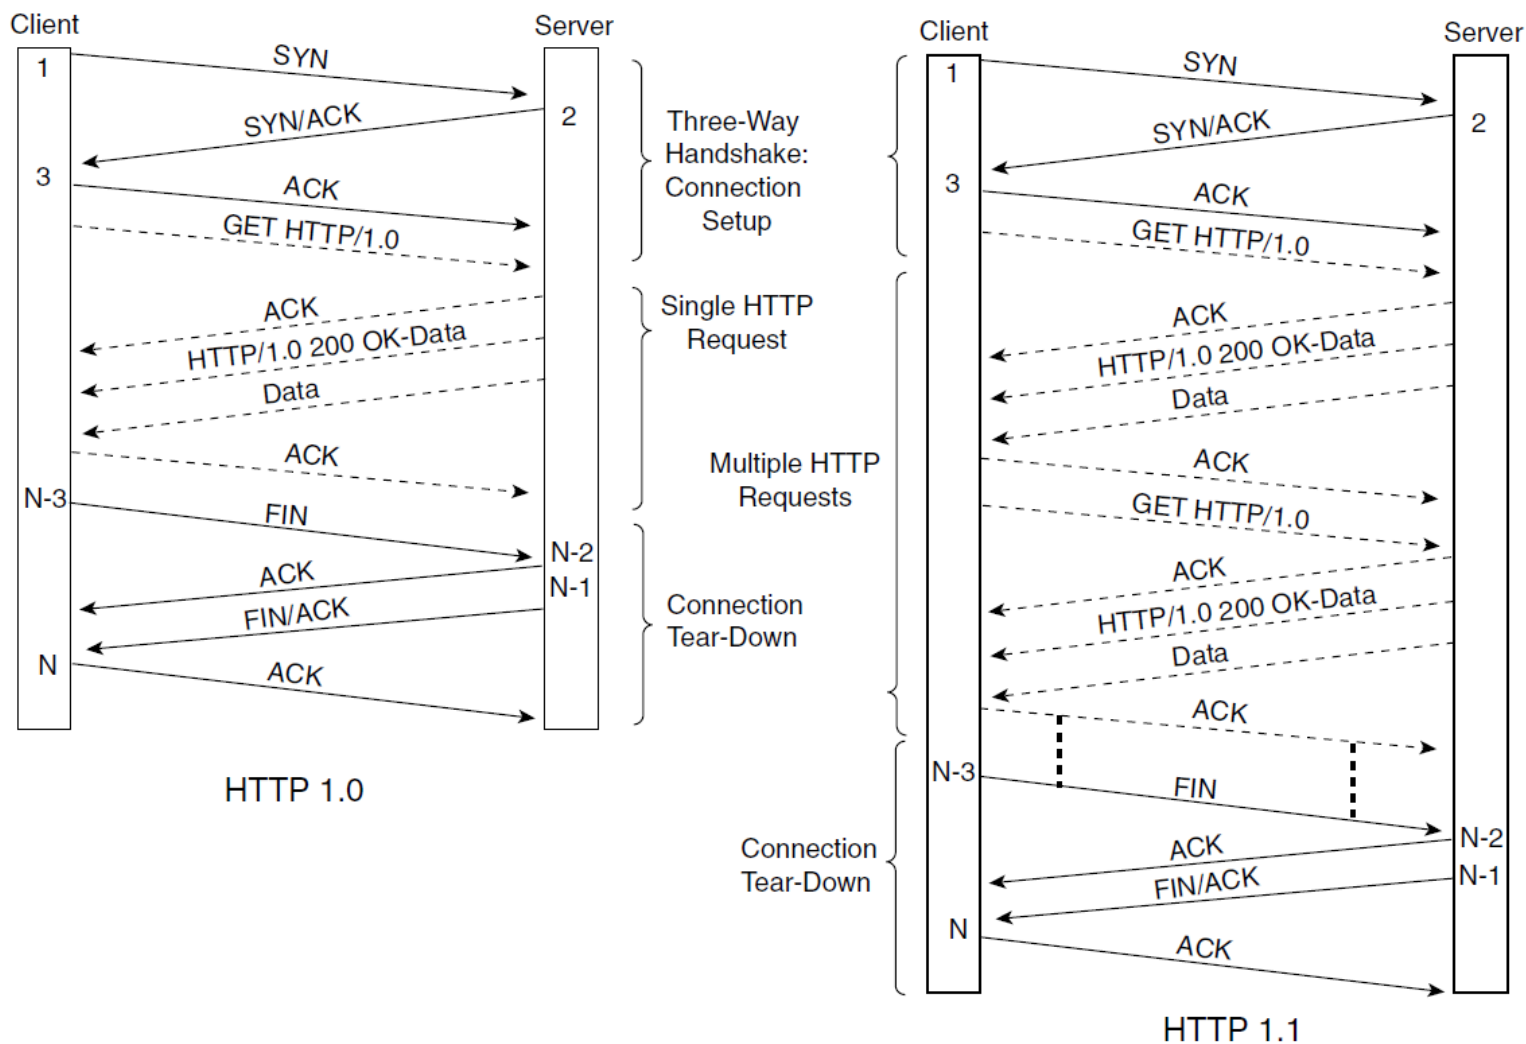 Client
Server
1
SYN
SYN/ACK
2
3
ACK
GET HTTP/1.0
ACK
HTTP/1.0 200 OK-Data
Data
ACK
N-3
FIN
N-2
ACK
N-1
FIN/ACK
N
ACK
HTTP 1.0
Three-Way
Handshake:
Connection
Setup
Single HTTP
Request
Multiple HTTP
Requests
Connection
Tear-Down
Connection
Tear-Down
Client
Server
1
SYN
SYN/ACK
2
3
ACK
GET HTTP/1.0
ACK
HTTP/1.0 200 OK-Data
Data
ACK
GET HTTP/1.0
ACK
HTTP/1.0 200 OK-Data
Data
ACK
N-3
FIN
N-2
ACK
N-1
FIN/ACK
N
ACK
HTTP 1.1